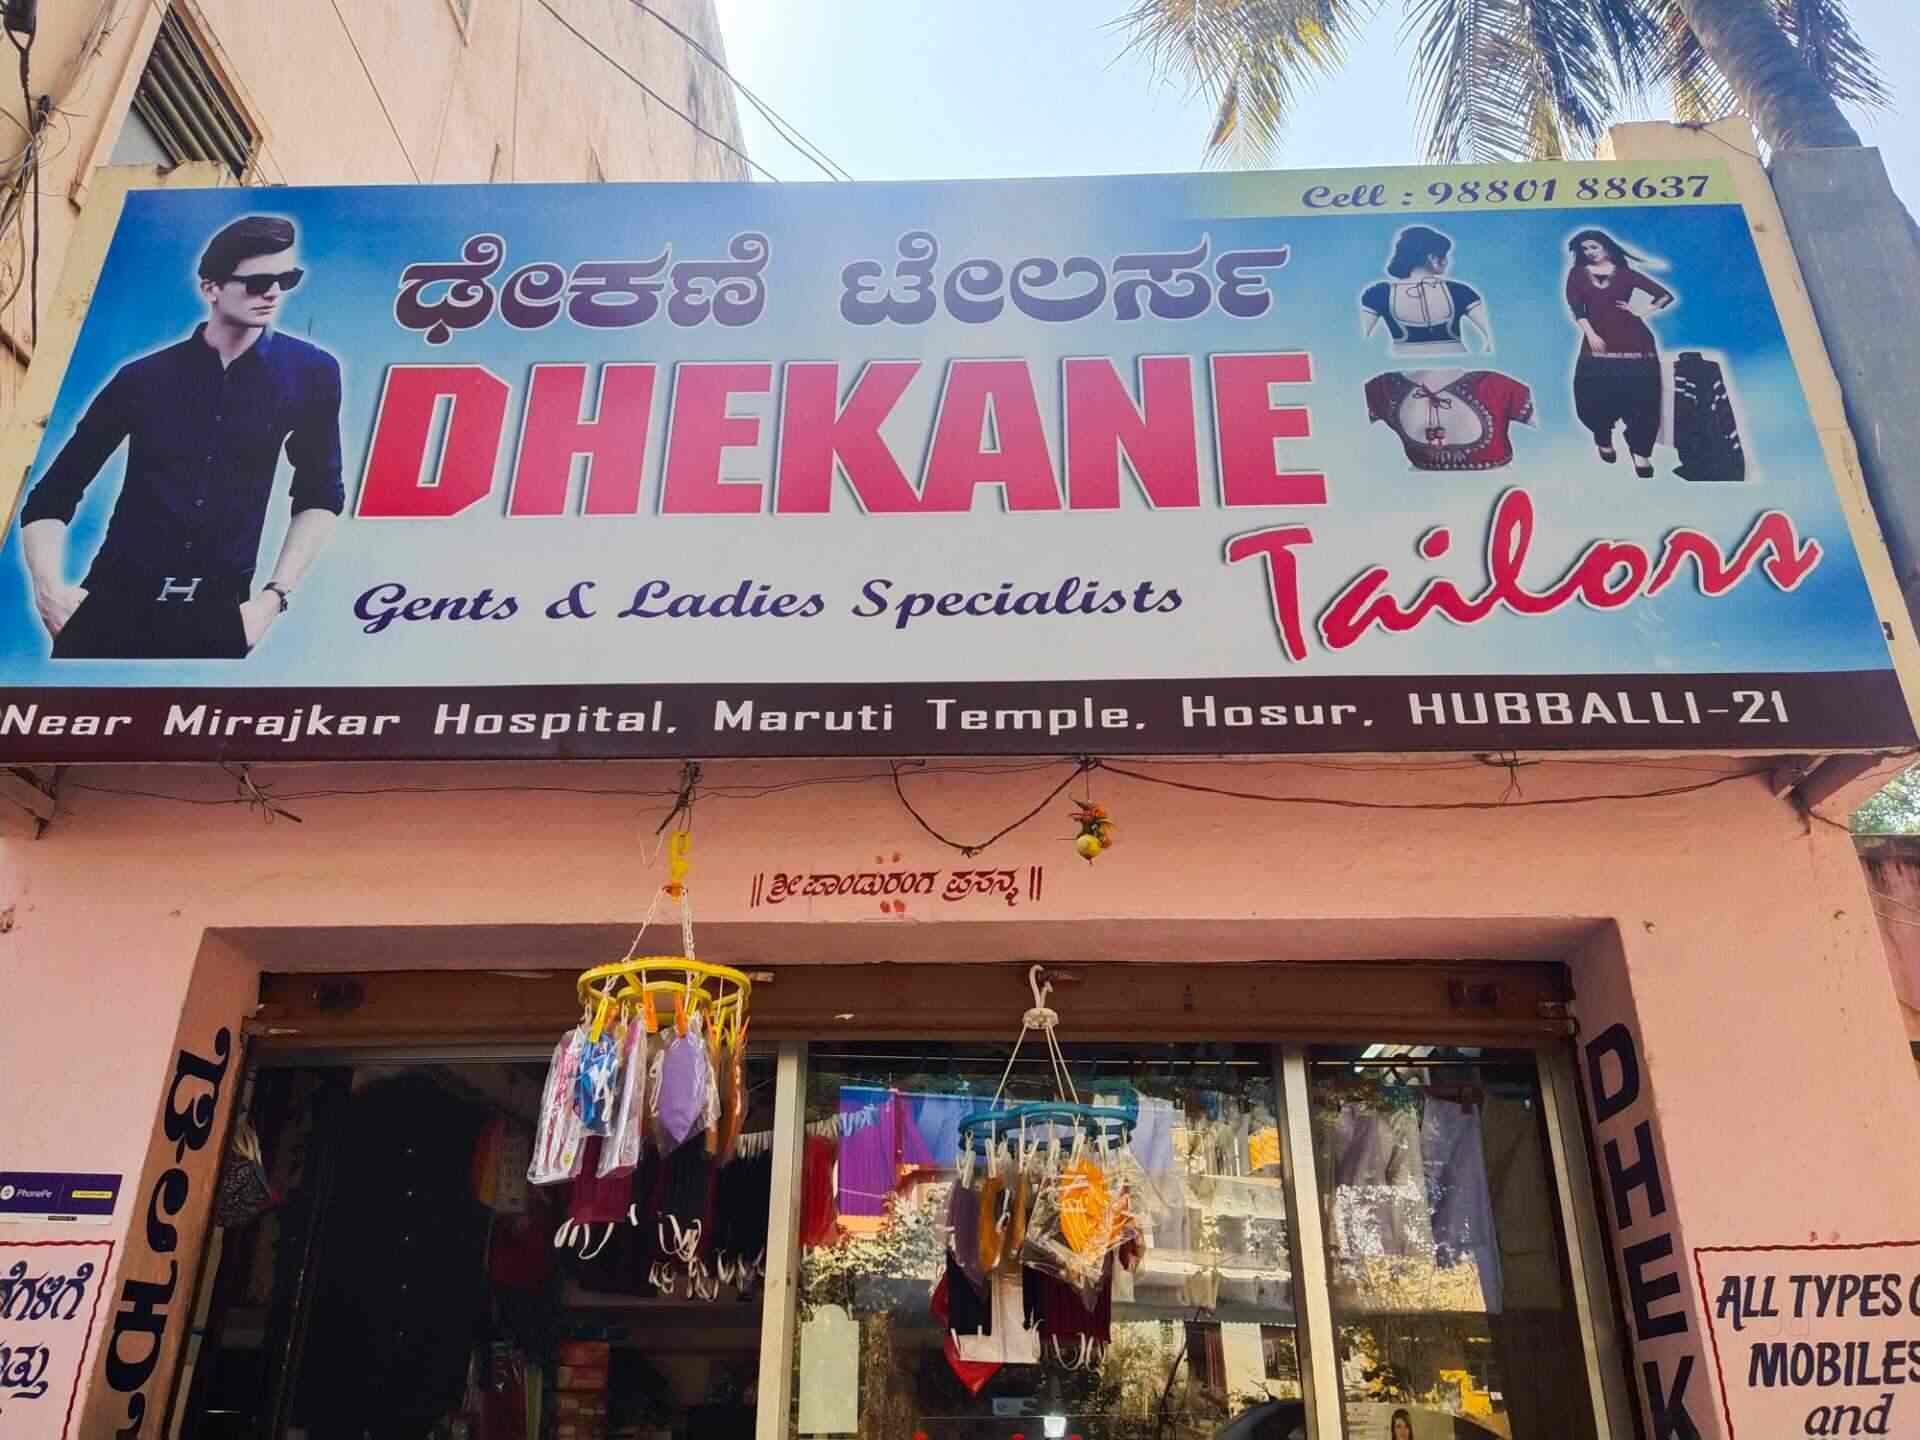 Cell : 98801 88637
ಢೇಕಣೆ ಟೇಲರ್ಸ
DHEKANE
Tailors
Gents & Ladies Specialists
H
Near Mirajkar Hospital, Maruti Temple, Hosur, HUBBALLI-21
|| ಶ್ರೀ ಪಾಂಡುರಂಗ ಪ್ರಸನ್ನ ||
DHEK
PhonePe
ALL TYPES
MOBILES
and